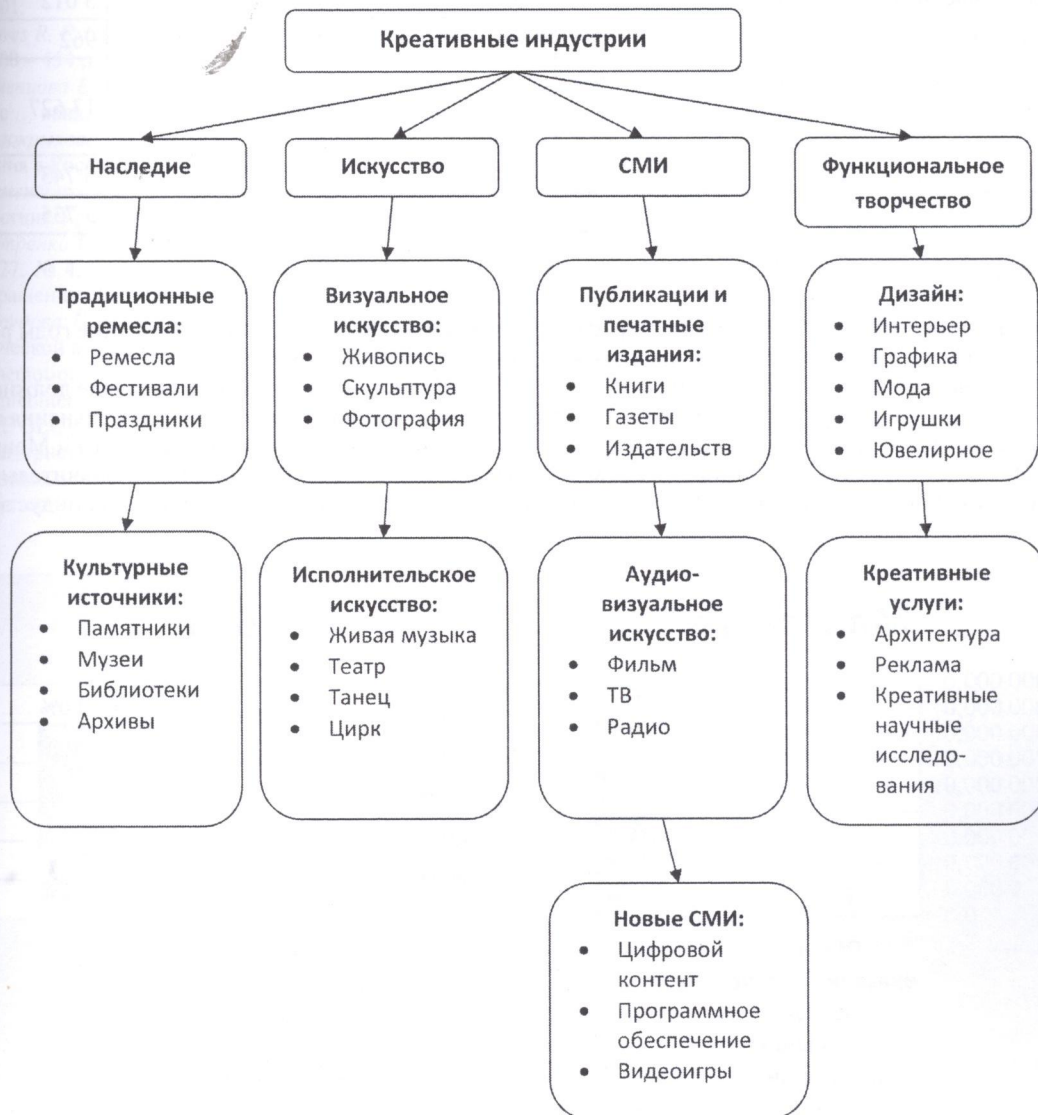 Креативные индустрии
Наследие
Искусство
СМИ
Функциональное
творчество
Традиционные
ремесла:
• Ремесла
• Фестивали
• Праздники
Визуальное
искусство:
• Живопись
• Скульптура
• Фотография
Публикации и
печатные
издания:
• Книги
• Газеты
• Издательств
Дизайн:
• Интерьер
• Графика
• Мода
• Игрушки
• Ювелирное
Культурные
источники:
• Памятники
• Музеи
• Библиотеки
• Архивы
Исполнительское
искусство:
• Живая музыка
• Театр
• Танец
• Цирк
Аудио-
визуальное
искусство:
• Фильм
• ТВ
• Радио
Креативные
услуги:
• Архитектура
• Реклама
• Креативные
научные
исследо-
вания
Новые СМИ:
• Цифровой
контент
• Программное
обеспечение
• Видеоигры